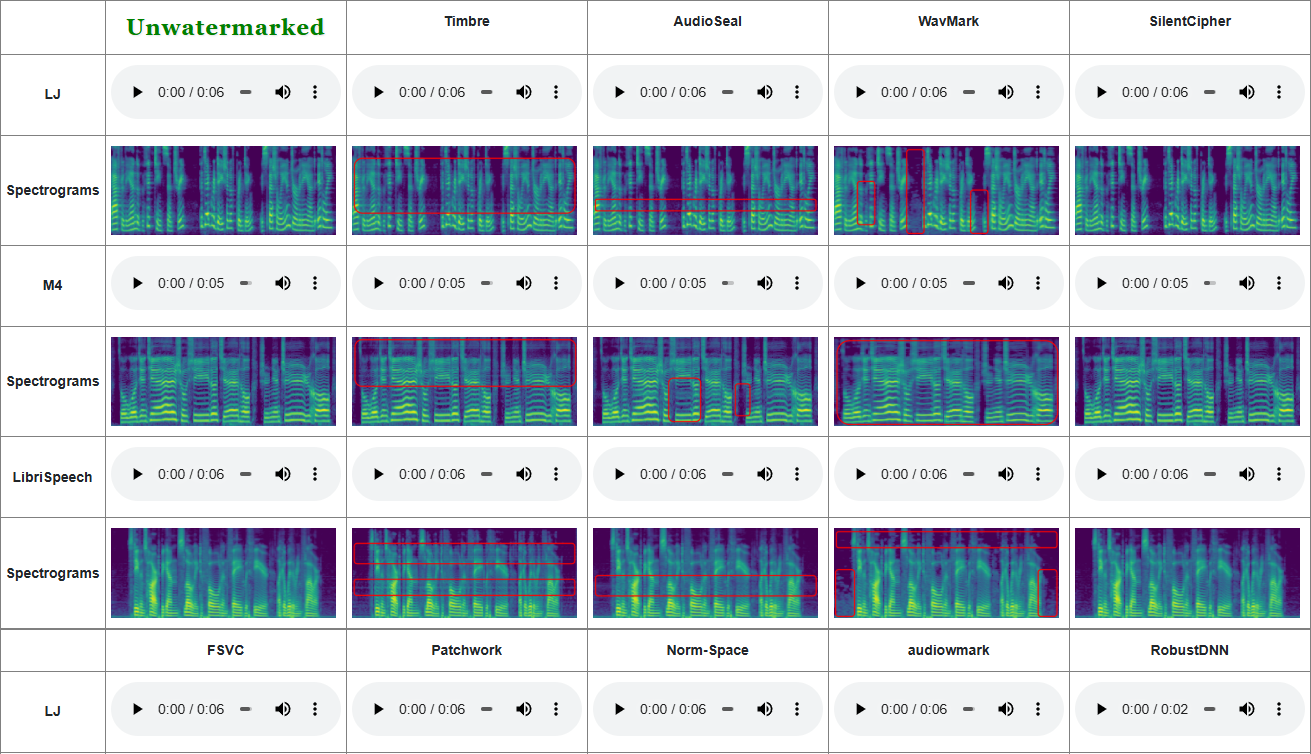 Unwatermarked Timbre AudioSeal WavMark SilentCipher
LJ 0:00 / 0:06 0:00 / 0:06 0:00 / 0:06 0:00 / 0:06 0:00 / 0:06
Spectrograms
M4 0:00 / 0:05 0:00 / 0:05 0:00 / 0:05 0:00 / 0:05 0:00 / 0:05
Spectrograms
LibriSpeech 0:00 / 0:06 0:00 / 0:06 0:00 / 0:06 0:00 / 0:06 0:00 / 0:06
Spectrograms
FSVC Patchwork Norm-Space audiowmark RobustDNN
LJ 0:00 / 0:06 0:00 / 0:06 0:00 / 0:06 0:00 / 0:06 0:00 / 0:02